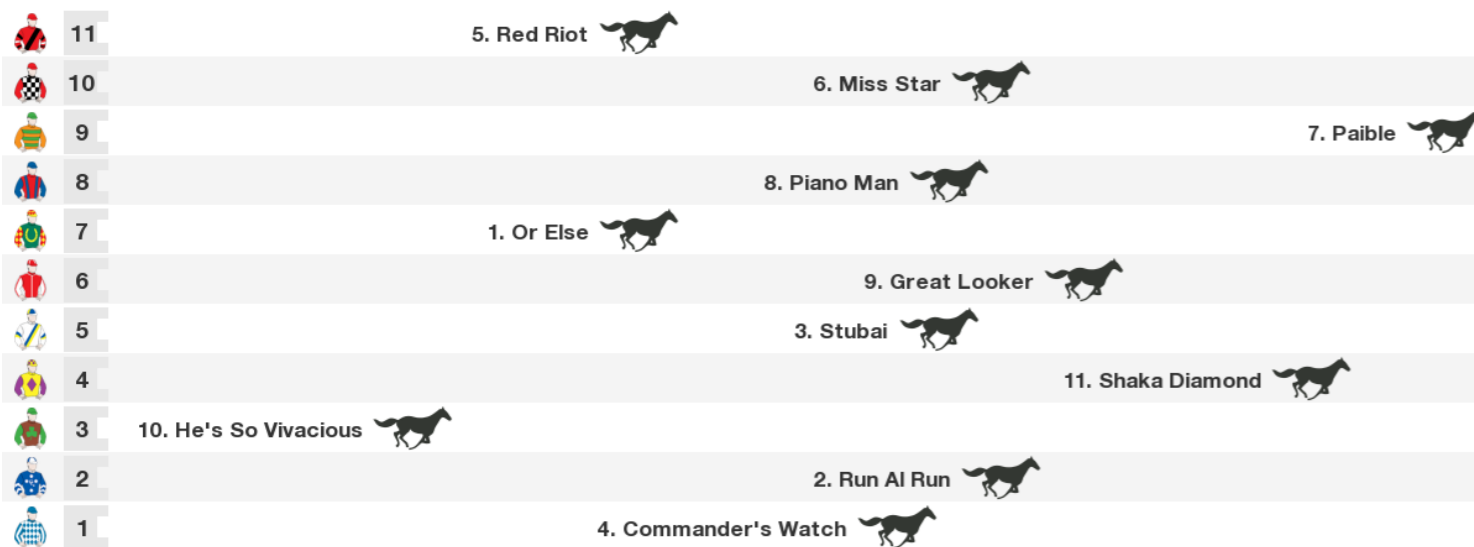 11 5. Red Riot
10 6. Miss Star
9 7. Paible
8 8. Piano Man
7 1. Or Else
6 9. Great Looker
5 3. Stubai
4 11. Shaka Diamond
3 10. He's So Vivacious
2 2. Run Al Run
1 4. Commander's Watch